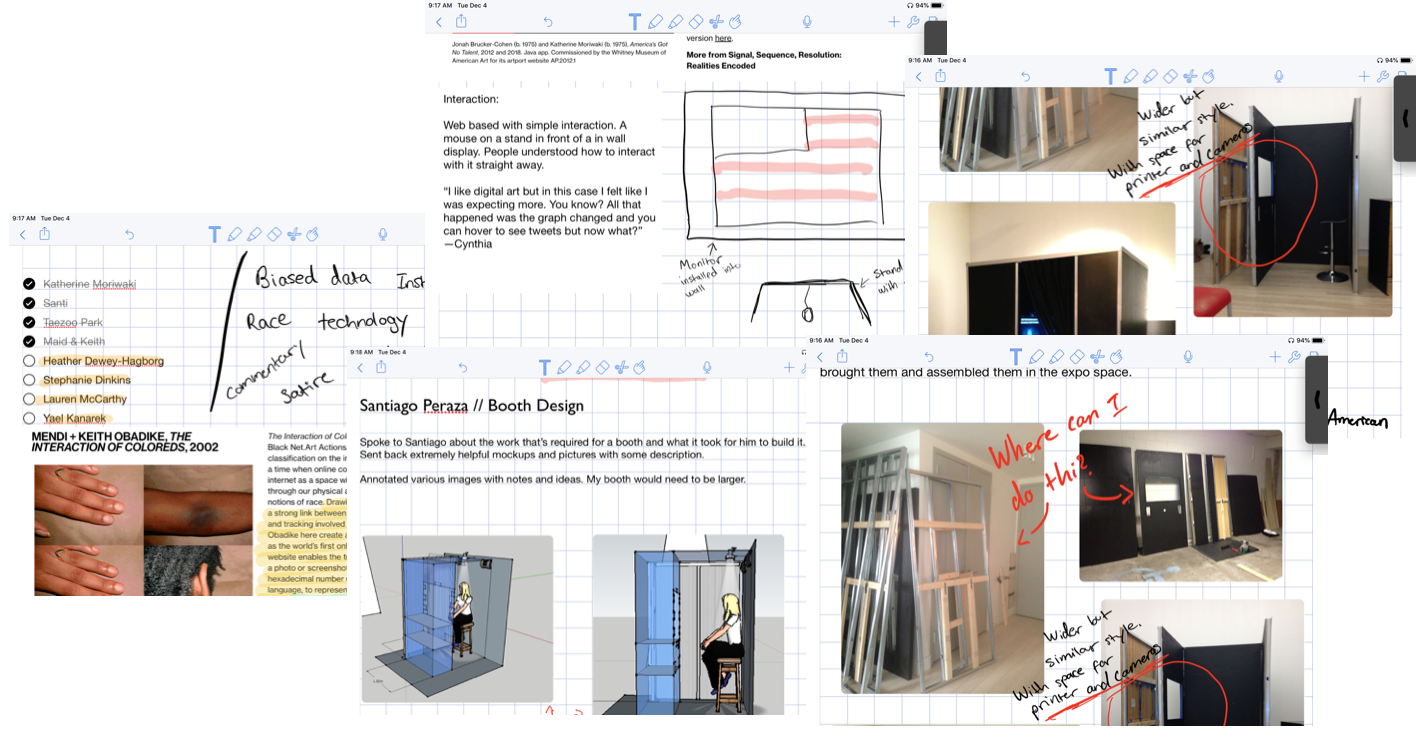 9:17 AM Tue Dec 4
94%
Jonah Brucker-Cohen (b. 1975) and Katherine Moriwaki (b. 1975), America's Got
No Talent, 2012 and 2018. Java app. Commissioned by the Whitney Museum of
American Art for its artport website AP.2012.1
version here.
More from Signal, Sequence, Resolution:
Realities Encoded
Interaction:
Web based with simple interaction. A
mouse on a stand in front of a in wall
display. People understood how to interact
with it straight away.
"I like digital art but in this case I felt like I
was expecting more. You know? All that
happened was the graph changed and you
can hover to see tweets but now what?"
—Cynthia
Monitor
installed into
wall
Stand
with
9:16 AM Tue Dec 4
94%
Wider but
similar style.
With space for
printer and camera
9:17 AM Tue Dec 4
Katherine Moriwaki
Santi
Taezoo Park
Maid & Keith
Heather Dewey-Hagborg
Stephanie Dinkins
Lauren McCarthy
Yael Kanarek
Biased data Inst
Race technology
commentary
Satire
MENDI + KEITH OBADIKE, THE
INTERACTION OF COLOREDS, 2002
The Interaction of Col
Black Net.Art Actions
classification on the ir
a time when online co
internet as a space wi
through our physical a
notions of race. Drawi
a strong link between
and tracking involved
Obadike here create a
as the world's first onl
website enables the t
a photo or screensho
hexadecimal number
language, to represen
9:18 AM Tue Dec 4
Santiago Peraza // Booth Design
Spoke to Santiago about the work that's required for a booth and what it took for him to build it.
Sent back extremely helpful mockups and pictures with some description.
Annotated various images with notes and ideas. My booth would need to be larger.
9:16 AM Tue Dec 4
94%
brought them and assembled them in the expo space.
Where can I
do thi?
American
Wider but
similar style.
With space for
printer and camera